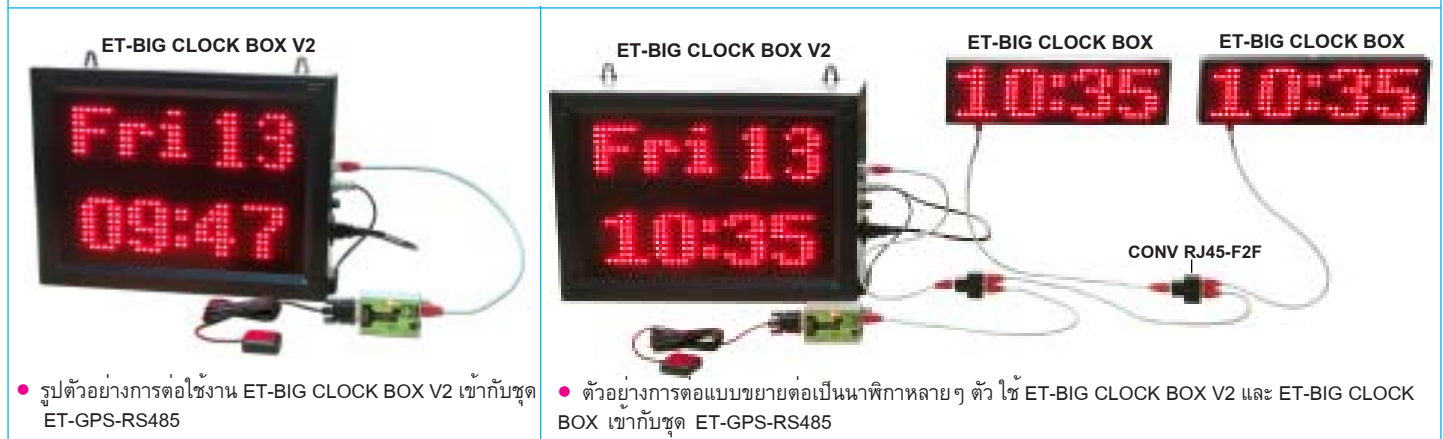 ET-BIG CLOCK BOX V2
Fri 13
09:47
● รูปตัวอย่างการต่อใช้งาน ET-BIG CLOCK BOX V2 เข้ากับชุด
ET-GPS-RS485
ET-BIG CLOCK BOX V2
ET-BIG CLOCK BOX
ET-BIG CLOCK BOX
Fri 13
10:35
10:35
10:35
CONV RJ45-F2F
● ตัวอย่างการต่อแบบขยายต่อเป็นนาฬิกาหลายๆ ตัว ใช้ ET-BIG CLOCK BOX V2 และ ET-BIG CLOCK
BOX เข้ากับชุด ET-GPS-RS485